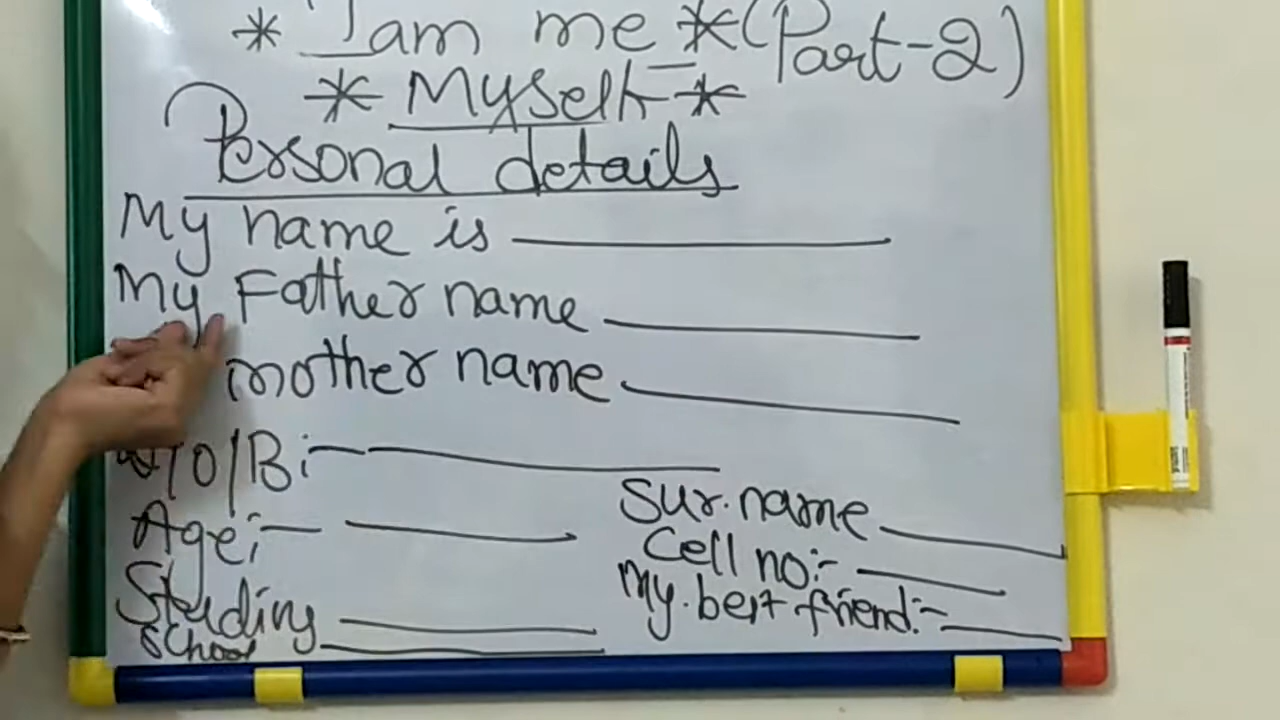 * I am me * (Part-2)
* Myself *
Personal details
My name is
My Father name
mother name
D/O/B:-
Age:-
Studing
School
Sur.name
Cell no:-
My.best friend:-